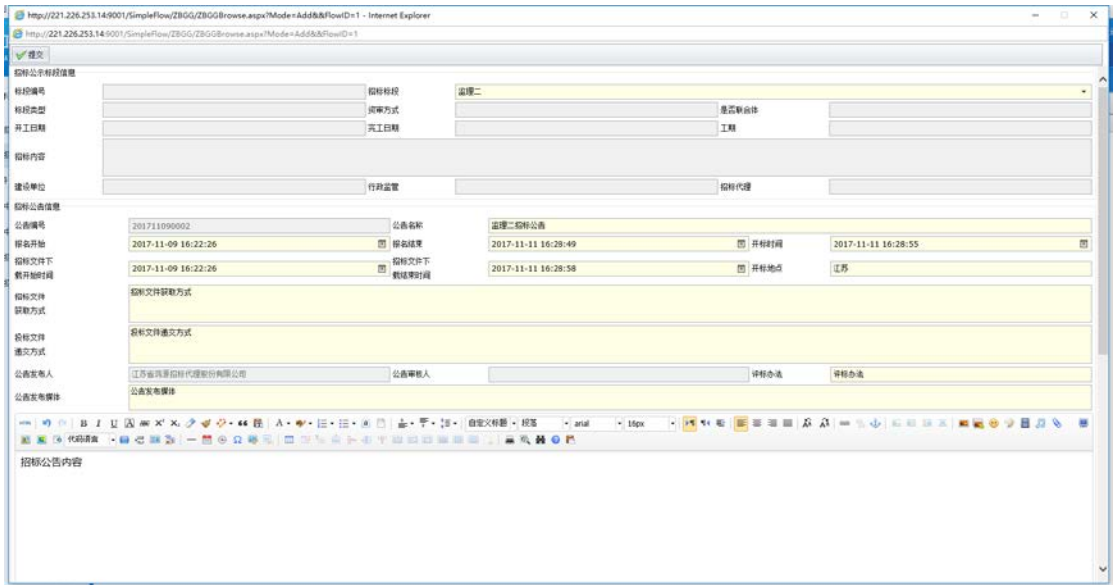 http://221.226.253.14:9001/SimpleFlow/ZBGG/ZBGGBrowse.aspx?Mode=Add&&FlowID=1 - Internet Explorer
http://221.226.253.14:9001/SimpleFlow/ZBGG/ZBGGBrowse.aspx?Mode=Add&&FlowID=1
提交
招标公示标段信息
标段编号 招标标段 监理二
标段类型 资审方式 是否联合体
开工日期 完工日期 工期
招标内容
建设单位 行政监管 招标代理
招标公告信息
公告编号 201711090002 公告名称 监理二招标公告
报名开始 2017-11-09 16:22:26 报名结束 2017-11-11 16:28:49 开标时间 2017-11-11 16:28:55
招标文件下载开始时间 2017-11-09 16:22:26 招标文件下载结束时间 2017-11-11 16:28:58 开标地点 江苏
招标文件获取方式 招标文件获取方式
投标文件递交方式 投标文件递交方式
公告发布人 公告审核人 评标办法 评标办法
公告发布媒体 公告发布媒体
自定义标题 段落 arial 16px
代码语言
招标公告内容